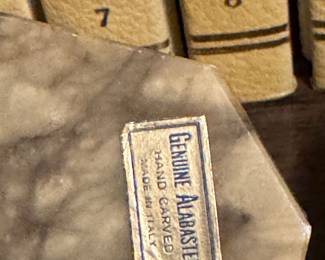 7
GENUINE ALABASTE
HAND CARVED
MADE IN ITALY